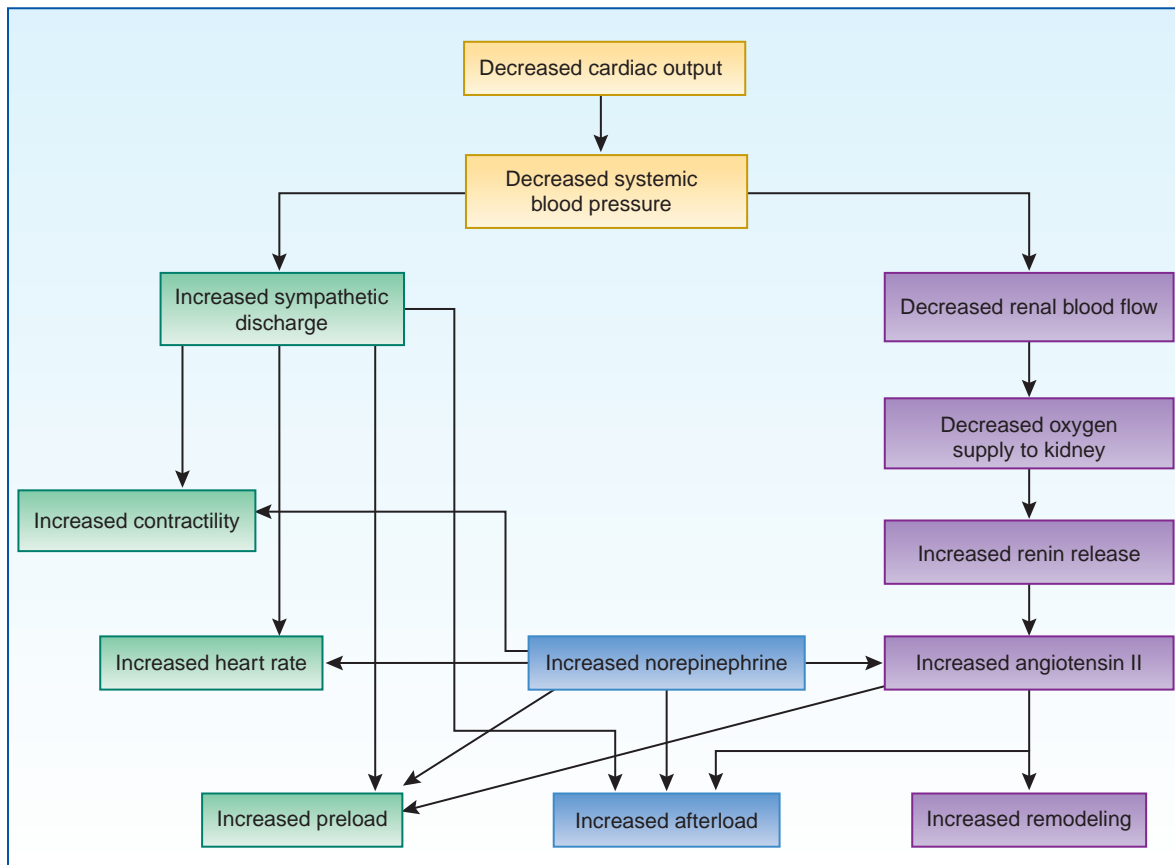 Decreased cardiac output
Decreased systemic
blood pressure
Increased sympathetic
discharge
Decreased renal blood flow
Decreased oxygen
supply to kidney
Increased contractility
Increased renin release
Increased heart rate
Increased norepinephrine
Increased angiotensin II
Increased preload
Increased afterload
Increased remodeling